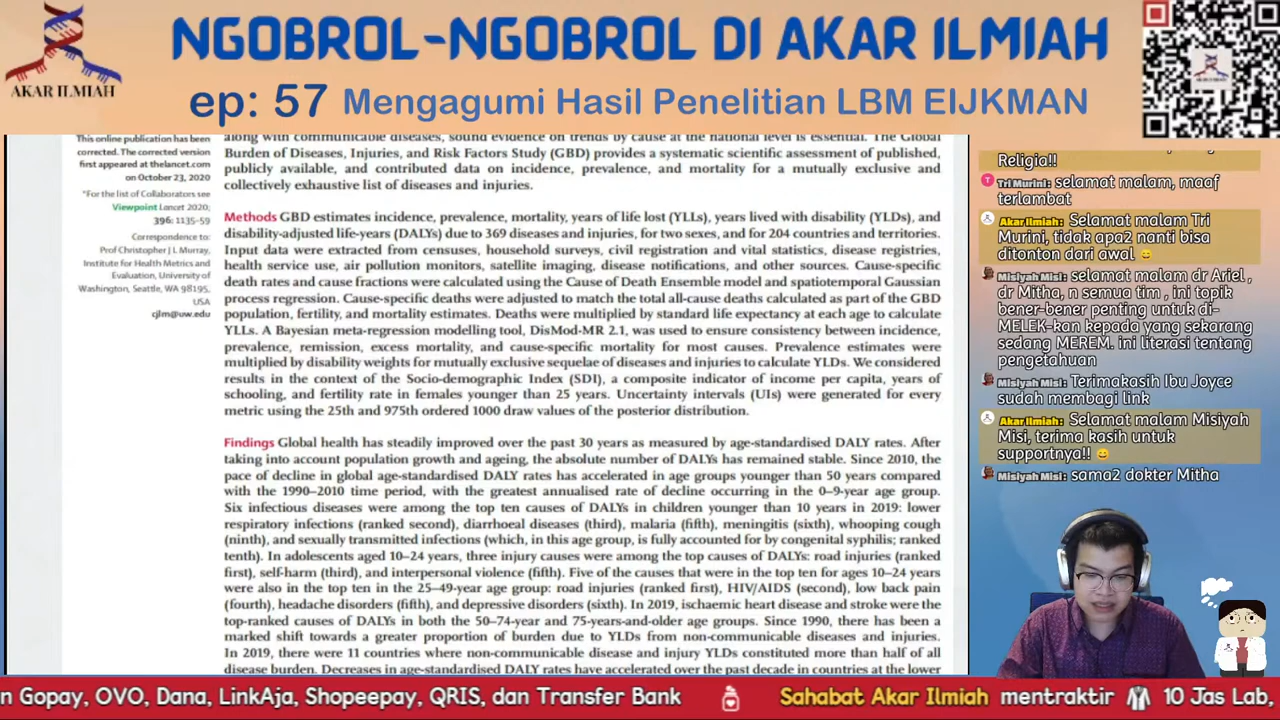 AKAR ILMIAH
NGOBROL-NGOBROL DI AKAR ILMIAH
ep: 57 Mengagumi Hasil Penelitian LBM EIJKMAN
This online publication has been
corrected. The corrected version
first appeared at thelancet.com
on October 23, 2020
*For the list of Collaborators see
Viewpoint Lancet 2020;
396: 1135–59
Correspondence to:
Prof Christopher J L Murray,
Institute for Health Metrics and
Evaluation, University of
Washington, Seattle, WA 98195,
USA
cjlm@uw.edu
along with communicable diseases, sound evidence on trends by cause at the national level is essential. The Global
Burden of Diseases, Injuries, and Risk Factors Study (GBD) provides a systematic scientific assessment of published,
publicly available, and contributed data on incidence, prevalence, and mortality for a mutually exclusive and
collectively exhaustive list of diseases and injuries.
Methods GBD estimates incidence, prevalence, mortality, years of life lost (YLLs), years lived with disability (YLDs), and
disability-adjusted life-years (DALYs) due to 369 diseases and injuries, for two sexes, and for 204 countries and territories.
Input data were extracted from censuses, household surveys, civil registration and vital statistics, disease registries,
health service use, air pollution monitors, satellite imaging, disease notifications, and other sources. Cause-specific
death rates and cause fractions were calculated using the Cause of Death Ensemble model and spatiotemporal Gaussian
process regression. Cause-specific deaths were adjusted to match the total all-cause deaths calculated as part of the GBD
population, fertility, and mortality estimates. Deaths were multiplied by standard life expectancy at each age to calculate
YLLs. A Bayesian meta-regression modelling tool, DisMod-MR 2.1, was used to ensure consistency between incidence,
prevalence, remission, excess mortality, and cause-specific mortality for most causes. Prevalence estimates were
multiplied by disability weights for mutually exclusive sequelae of diseases and injuries to calculate YLDs. We considered
results in the context of the Socio-demographic Index (SDI), a composite indicator of income per capita, years of
schooling, and fertility rate in females younger than 25 years. Uncertainty intervals (UIs) were generated for every
metric using the 25th and 975th ordered 1000 draw values of the posterior distribution.
Findings Global health has steadily improved over the past 30 years as measured by age-standardised DALY rates. After
taking into account population growth and ageing, the absolute number of DALYs has remained stable. Since 2010, the
pace of decline in global age-standardised DALY rates has accelerated in age groups younger than 50 years compared
with the 1990–2010 time period, with the greatest annualised rate of decline occurring in the 0–9-year age group.
Six infectious diseases were among the top ten causes of DALYs in children younger than 10 years in 2019: lower
respiratory infections (ranked second), diarrhoeal diseases (third), malaria (fifth), meningitis (sixth), whooping cough
(ninth), and sexually transmitted infections (which, in this age group, is fully accounted for by congenital syphilis; ranked
tenth). In adolescents aged 10–24 years, three injury causes were among the top causes of DALYs: road injuries (ranked
first), self-harm (third), and interpersonal violence (fifth). Five of the causes that were in the top ten for ages 10–24 years
were also in the top ten in the 25–49-year age group: road injuries (ranked first), HIV/AIDS (second), low back pain
(fourth), headache disorders (fifth), and depressive disorders (sixth). In 2019, ischaemic heart disease and stroke were the
top-ranked causes of DALYs in both the 50–74-year and 75-years-and-older age groups. Since 1990, there has been a
marked shift towards a greater proportion of burden due to YLDs from non-communicable diseases and injuries.
In 2019, there were 11 countries where non-communicable disease and injury YLDs constituted more than half of all
disease burden. Decreases in age-standardised DALY rates have accelerated over the past decade in countries at the lower
Religia!!
T Tri Murini: selamat malam, maaf
terlambat
Akar Ilmiah: Selamat malam Tri
Murini, tidak apa2 nanti bisa
ditonton dari awal 😄
Misiyah Misi: selamat malam dr Ariel ,
dr Mitha, n semua tim , ini topik
bener-bener penting untuk di-
MELEK-kan kepada yang sekarang
sedang MEREM. ini literasi tentang
pengetahuan
Misiyah Misi: Terimakasih Ibu Joyce
sudah membagi link
Akar Ilmiah: Selamat malam Misiyah
Misi, terima kasih untuk
supportnya!! 😄
Misiyah Misi: sama2 dokter Mitha
n Gopay, OVO, Dana, LinkAja, Shopeepay, QRIS, dan Transfer Bank Sahabat Akar Ilmiah mentraktir 10 Jas Lab,